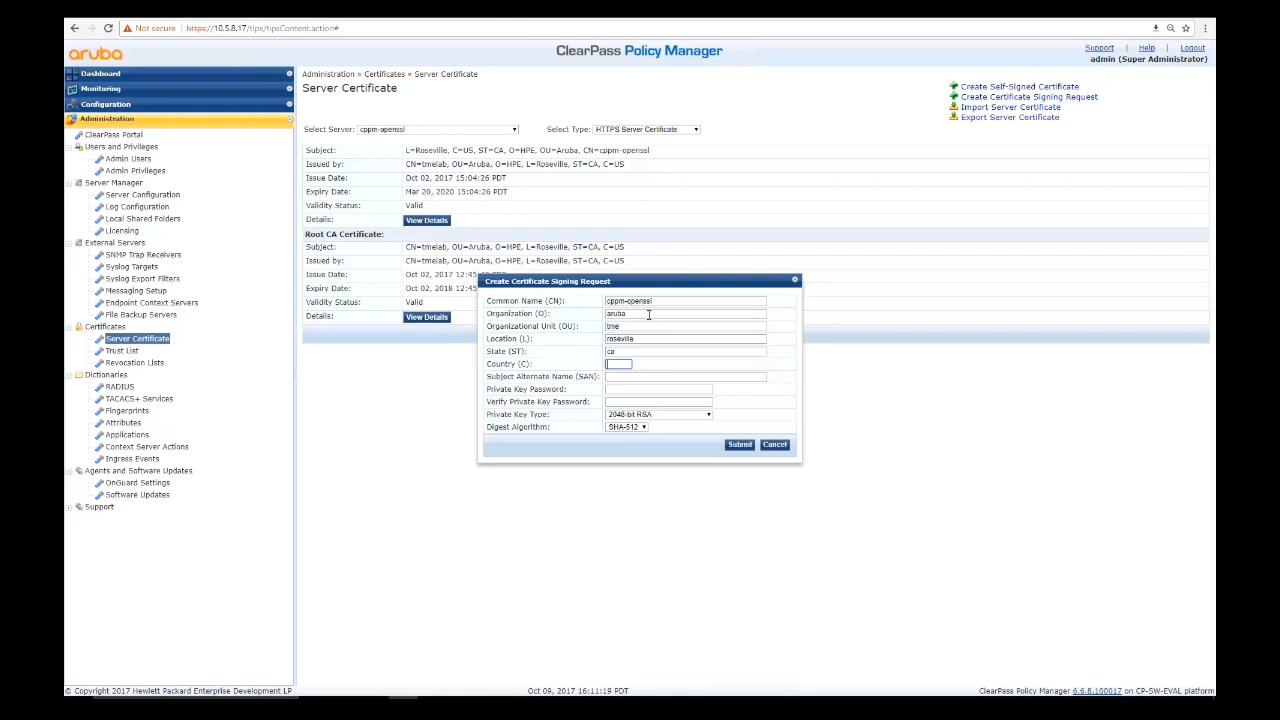 Not secure | https://10.5.8.17/tips/tipsContent.action#
aruba
ClearPass Policy Manager
Support | Help | Logout
admin (Super Administrator)
Dashboard
Monitoring
Configuration
Administration
ClearPass Portal
Users and Privileges
Admin Users
Admin Privileges
Server Manager
Server Configuration
Log Configuration
Local Shared Folders
Licensing
External Servers
SNMP Trap Receivers
Syslog Targets
Syslog Export Filters
Messaging Setup
Endpoint Context Servers
File Backup Servers
Certificates
Server Certificate
Trust List
Revocation Lists
Dictionaries
RADIUS
TACACS+ Services
Fingerprints
Attributes
Applications
Context Server Actions
Ingress Events
Agents and Software Updates
OnGuard Settings
Software Updates
Support
Administration » Certificates » Server Certificate
Server Certificate
Create Self-Signed Certificate
Create Certificate Signing Request
Import Server Certificate
Export Server Certificate
Select Server: cppm-openssl Select Type: HTTPS Server Certificate
Subject: L=Roseville, C=US, ST=CA, O=HPE, OU=Aruba, CN=cppm-openssl
Issued by: CN=tmelab, OU=Aruba, O=HPE, L=Roseville, ST=CA, C=US
Issue Date: Oct 02, 2017 15:04:26 PDT
Expiry Date: Mar 20, 2020 15:04:26 PDT
Validity Status: Valid
Details: View Details
Root CA Certificate:
Subject: CN=tmelab, OU=Aruba, O=HPE, L=Roseville, ST=CA, C=US
Issued by: CN=tmelab, OU=Aruba, O=HPE, L=Roseville, ST=CA, C=US
Issue Date: Oct 02, 2017 12:45
Expiry Date: Oct 02, 2018 12:45
Validity Status: Valid
Details: View Details
Create Certificate Signing Request
Common Name (CN): cppm-openssl
Organization (O): aruba
Organizational Unit (OU): tme
Location (L): roseville
State (ST): ca
Country (C):
Subject Alternate Name (SAN):
Private Key Password:
Verify Private Key Password:
Private Key Type: 2048-bit RSA
Digest Algorithm: SHA-512
Submit Cancel
© Copyright 2017 Hewlett Packard Enterprise Development LP
Oct 09, 2017 16:11:19 PDT
ClearPass Policy Manager 6.6.8.100017 on CP-SW-EVAL platform